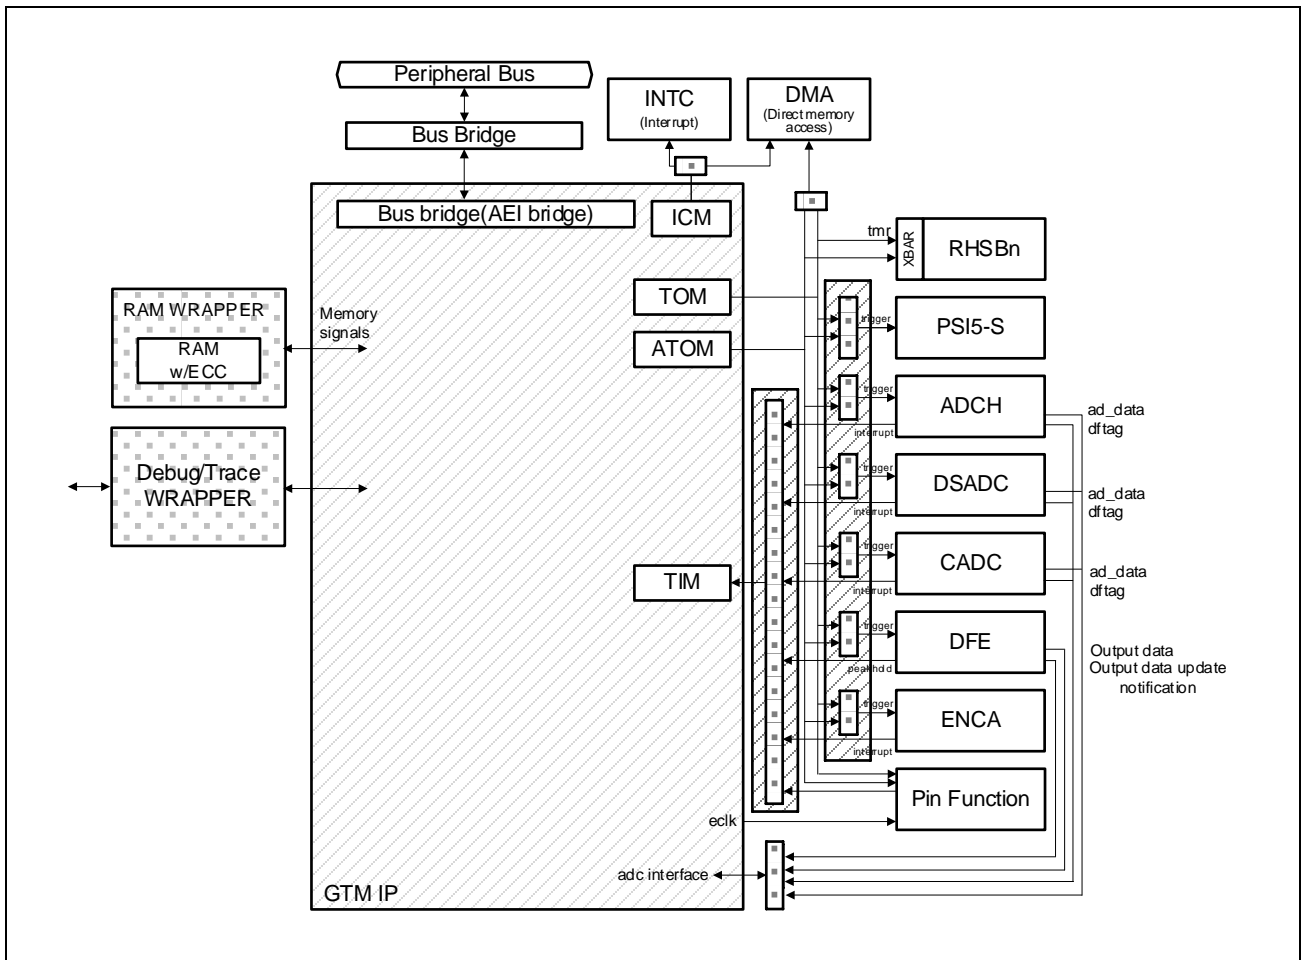 Peripheral Bus
Bus Bridge
INTC
(Interrupt)
DMA
(Direct memory
access)
Bus bridge(AEI bridge)
ICM
tmr
XBAR
RHSBn
TOM
RAM WRAPPER
RAM
w/ECC
Memory
signals
trigger
PSI5-S
ATOM
trigger
ADCH
ad_data
dftag
interrupt
Debug/Trace
WRAPPER
trigger
DSADC
ad_data
dftag
interrupt
trigger
CADC
ad_data
dftag
TIM
interrupt
trigger
DFE
Output data
Output data update
notification
peakhold
trigger
ENCA
interrupt
Pin Function
eclk
adc interface
GTM IP